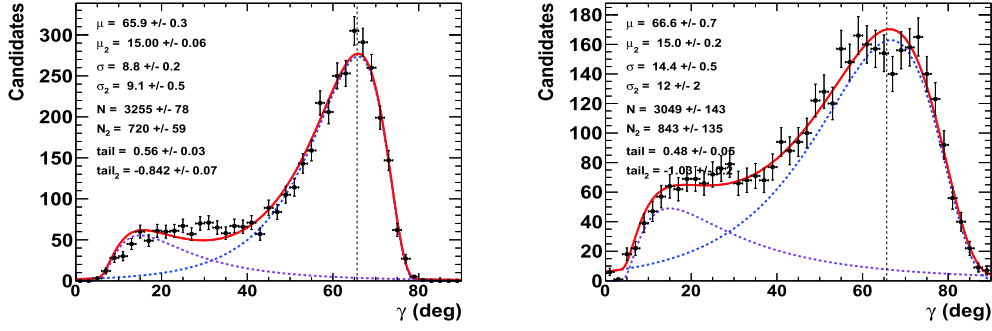 Candidates
300
250
200
150
100
50
0
μ = 65.9 +/- 0.3
μ2 = 15.00 +/- 0.06
σ = 8.8 +/- 0.2
σ2 = 9.1 +/- 0.5
N = 3255 +/- 78
N2 = 720 +/- 59
tail = 0.56 +/- 0.03
tail2 = -0.842 +/- 0.07
0 20 40 60 80
γ (deg)
Candidates
180
160
140
120
100
80
60
40
20
0
μ = 66.6 +/- 0.7
μ2 = 15.0 +/- 0.2
σ = 14.4 +/- 0.5
σ2 = 12 +/- 2
N = 3049 +/- 143
N2 = 843 +/- 135
tail = 0.48 +/- 0.05
tail2 = -1.03 +/-
0 20 40 60 80
γ (deg)